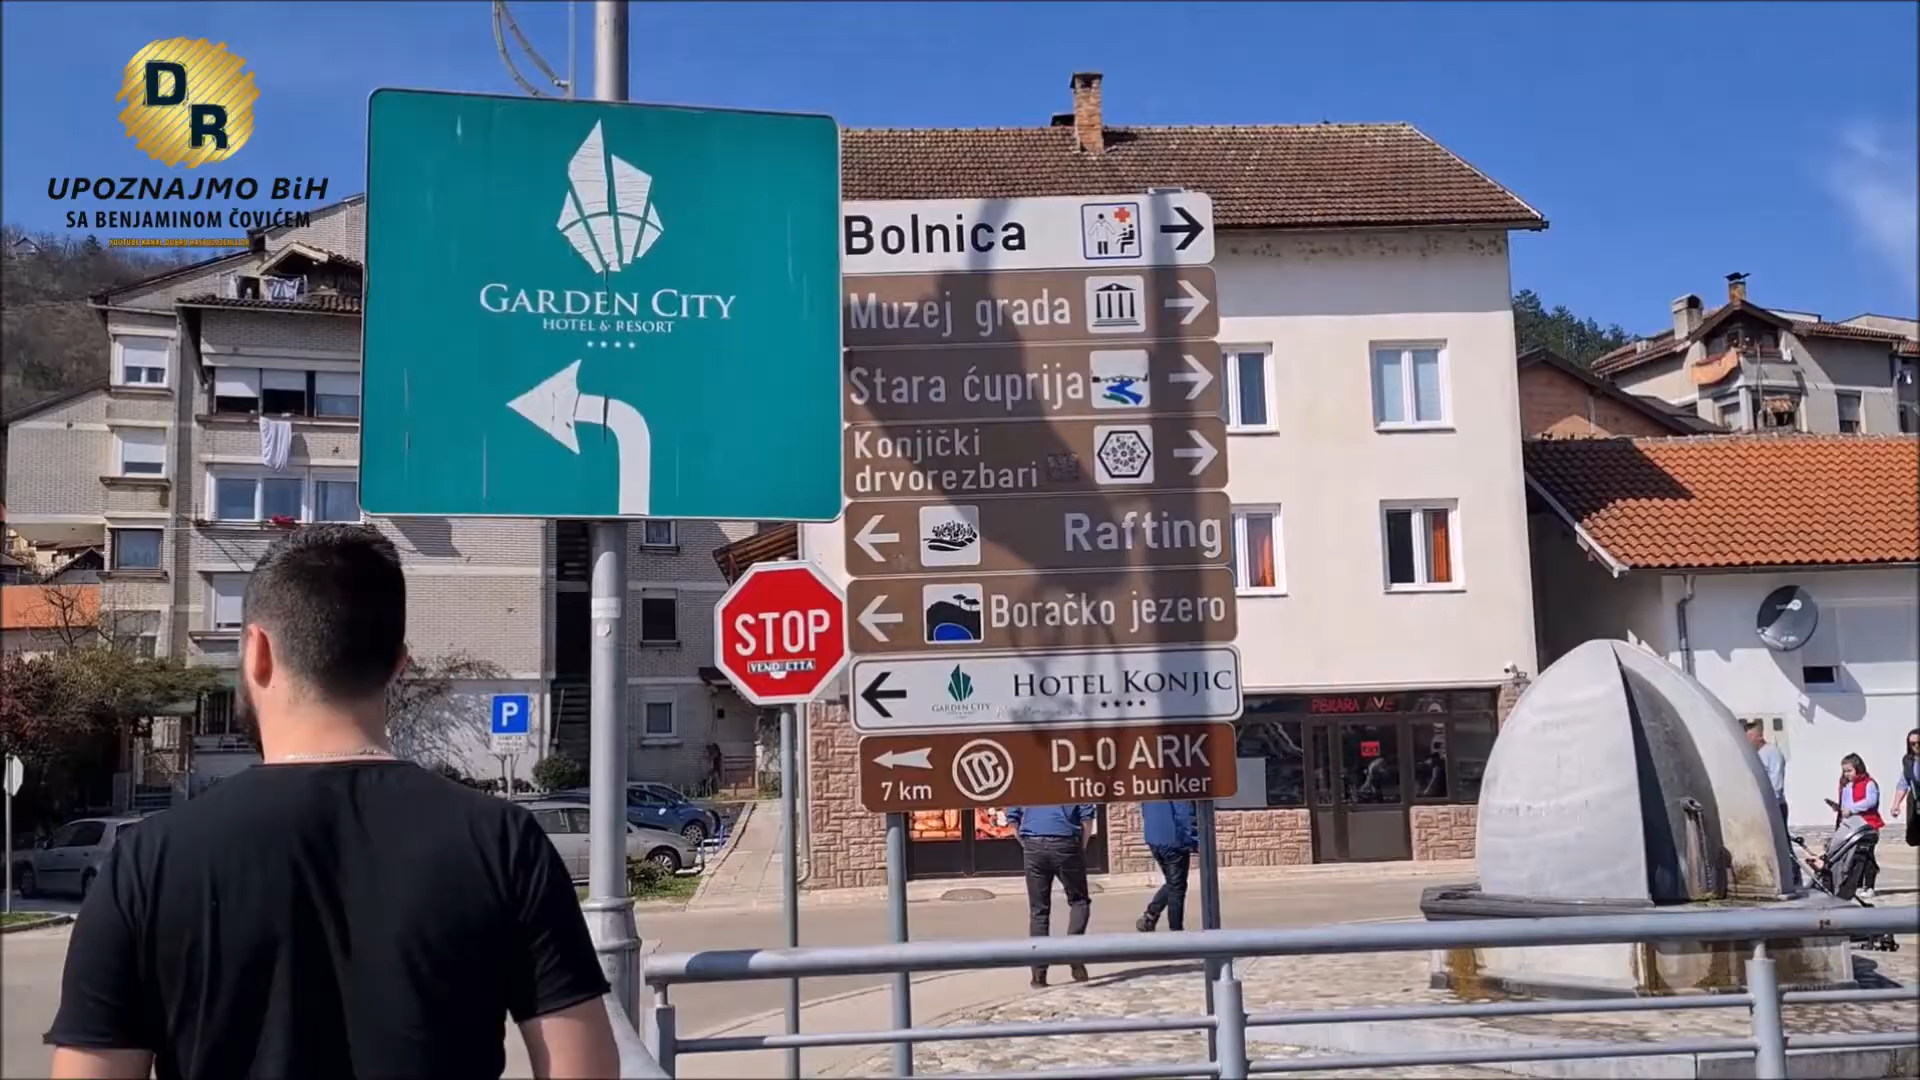 D
R
UPOZNAJMO BiH
SA BENJAMINOM ČOVIĆEM
GARDEN CITY
HOTEL & RESORT
Bolnica
Muzej grada
Stara ćuprija
Konjički
drvorezbari
Rafting
Boračko jezero
GARDEN CITY
HOTEL KONJIC
D-0 ARK
7 km
Tito's bunker
STOP
VENDETTA
P